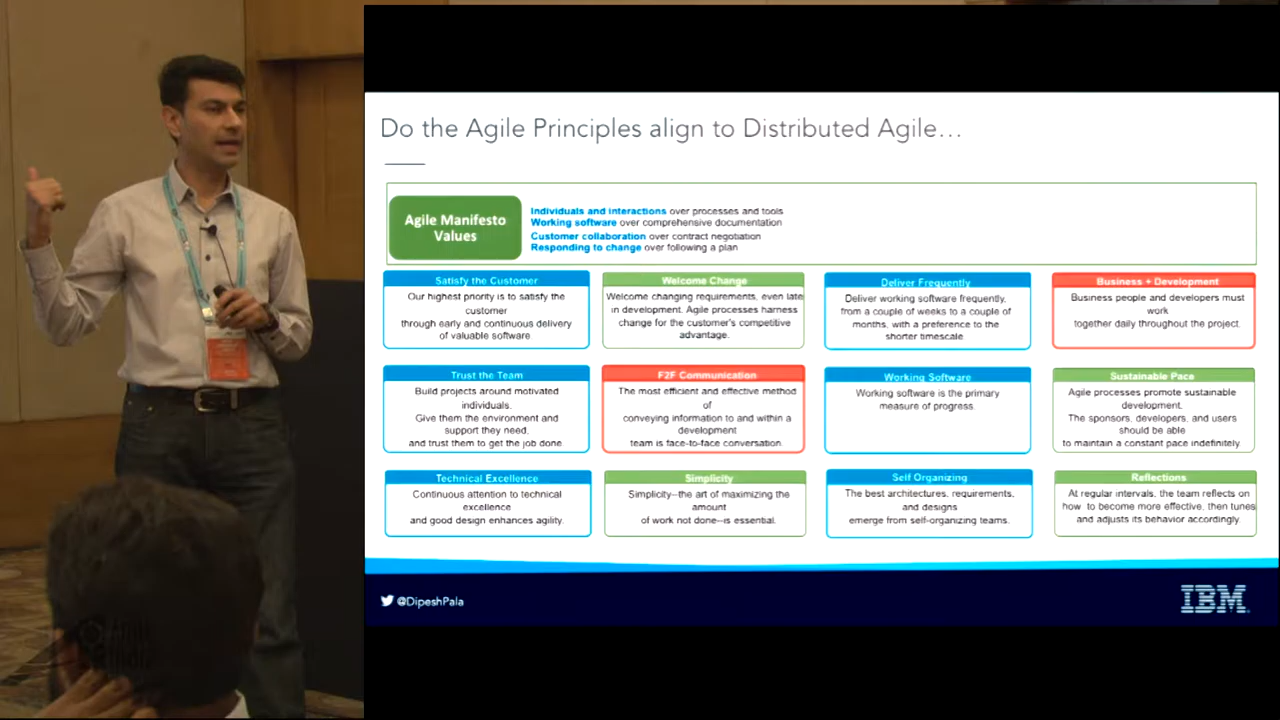 Do the Agile Principles align to Distributed Agile…
Agile Manifesto
Values
Individuals and interactions over processes and tools
Working software over comprehensive documentation
Customer collaboration over contract negotiation
Responding to change over following a plan
Satisfy the Customer
Our highest priority is to satisfy the
customer
through early and continuous delivery
of valuable software.
Welcome Change
Welcome changing requirements, even late
in development. Agile processes harness
change for the customer's competitive
advantage.
Deliver Frequently
Deliver working software frequently,
from a couple of weeks to a couple of
months, with a preference to the
shorter timescale
Business + Development
Business people and developers must
work
together daily throughout the project.
Trust the Team
Build projects around motivated
individuals.
Give them the environment and
support they need,
and trust them to get the job done.
F2F Communication
The most efficient and effective method
of
conveying information to and within a
development
team is face-to-face conversation.
Working Software
Working software is the primary
measure of progress.
Sustainable Pace
Agile processes promote sustainable
development.
The sponsors, developers, and users
should be able
to maintain a constant pace indefinitely.
Technical Excellence
Continuous attention to technical
excellence
and good design enhances agility.
Simplicity
Simplicity--the art of maximizing the
amount
of work not done--is essential.
Self Organizing
The best architectures, requirements,
and designs
emerge from self-organizing teams.
Reflections
At regular intervals, the team reflects on
how to become more effective, then tunes
and adjusts its behavior accordingly.
@DipeshPala
IBM